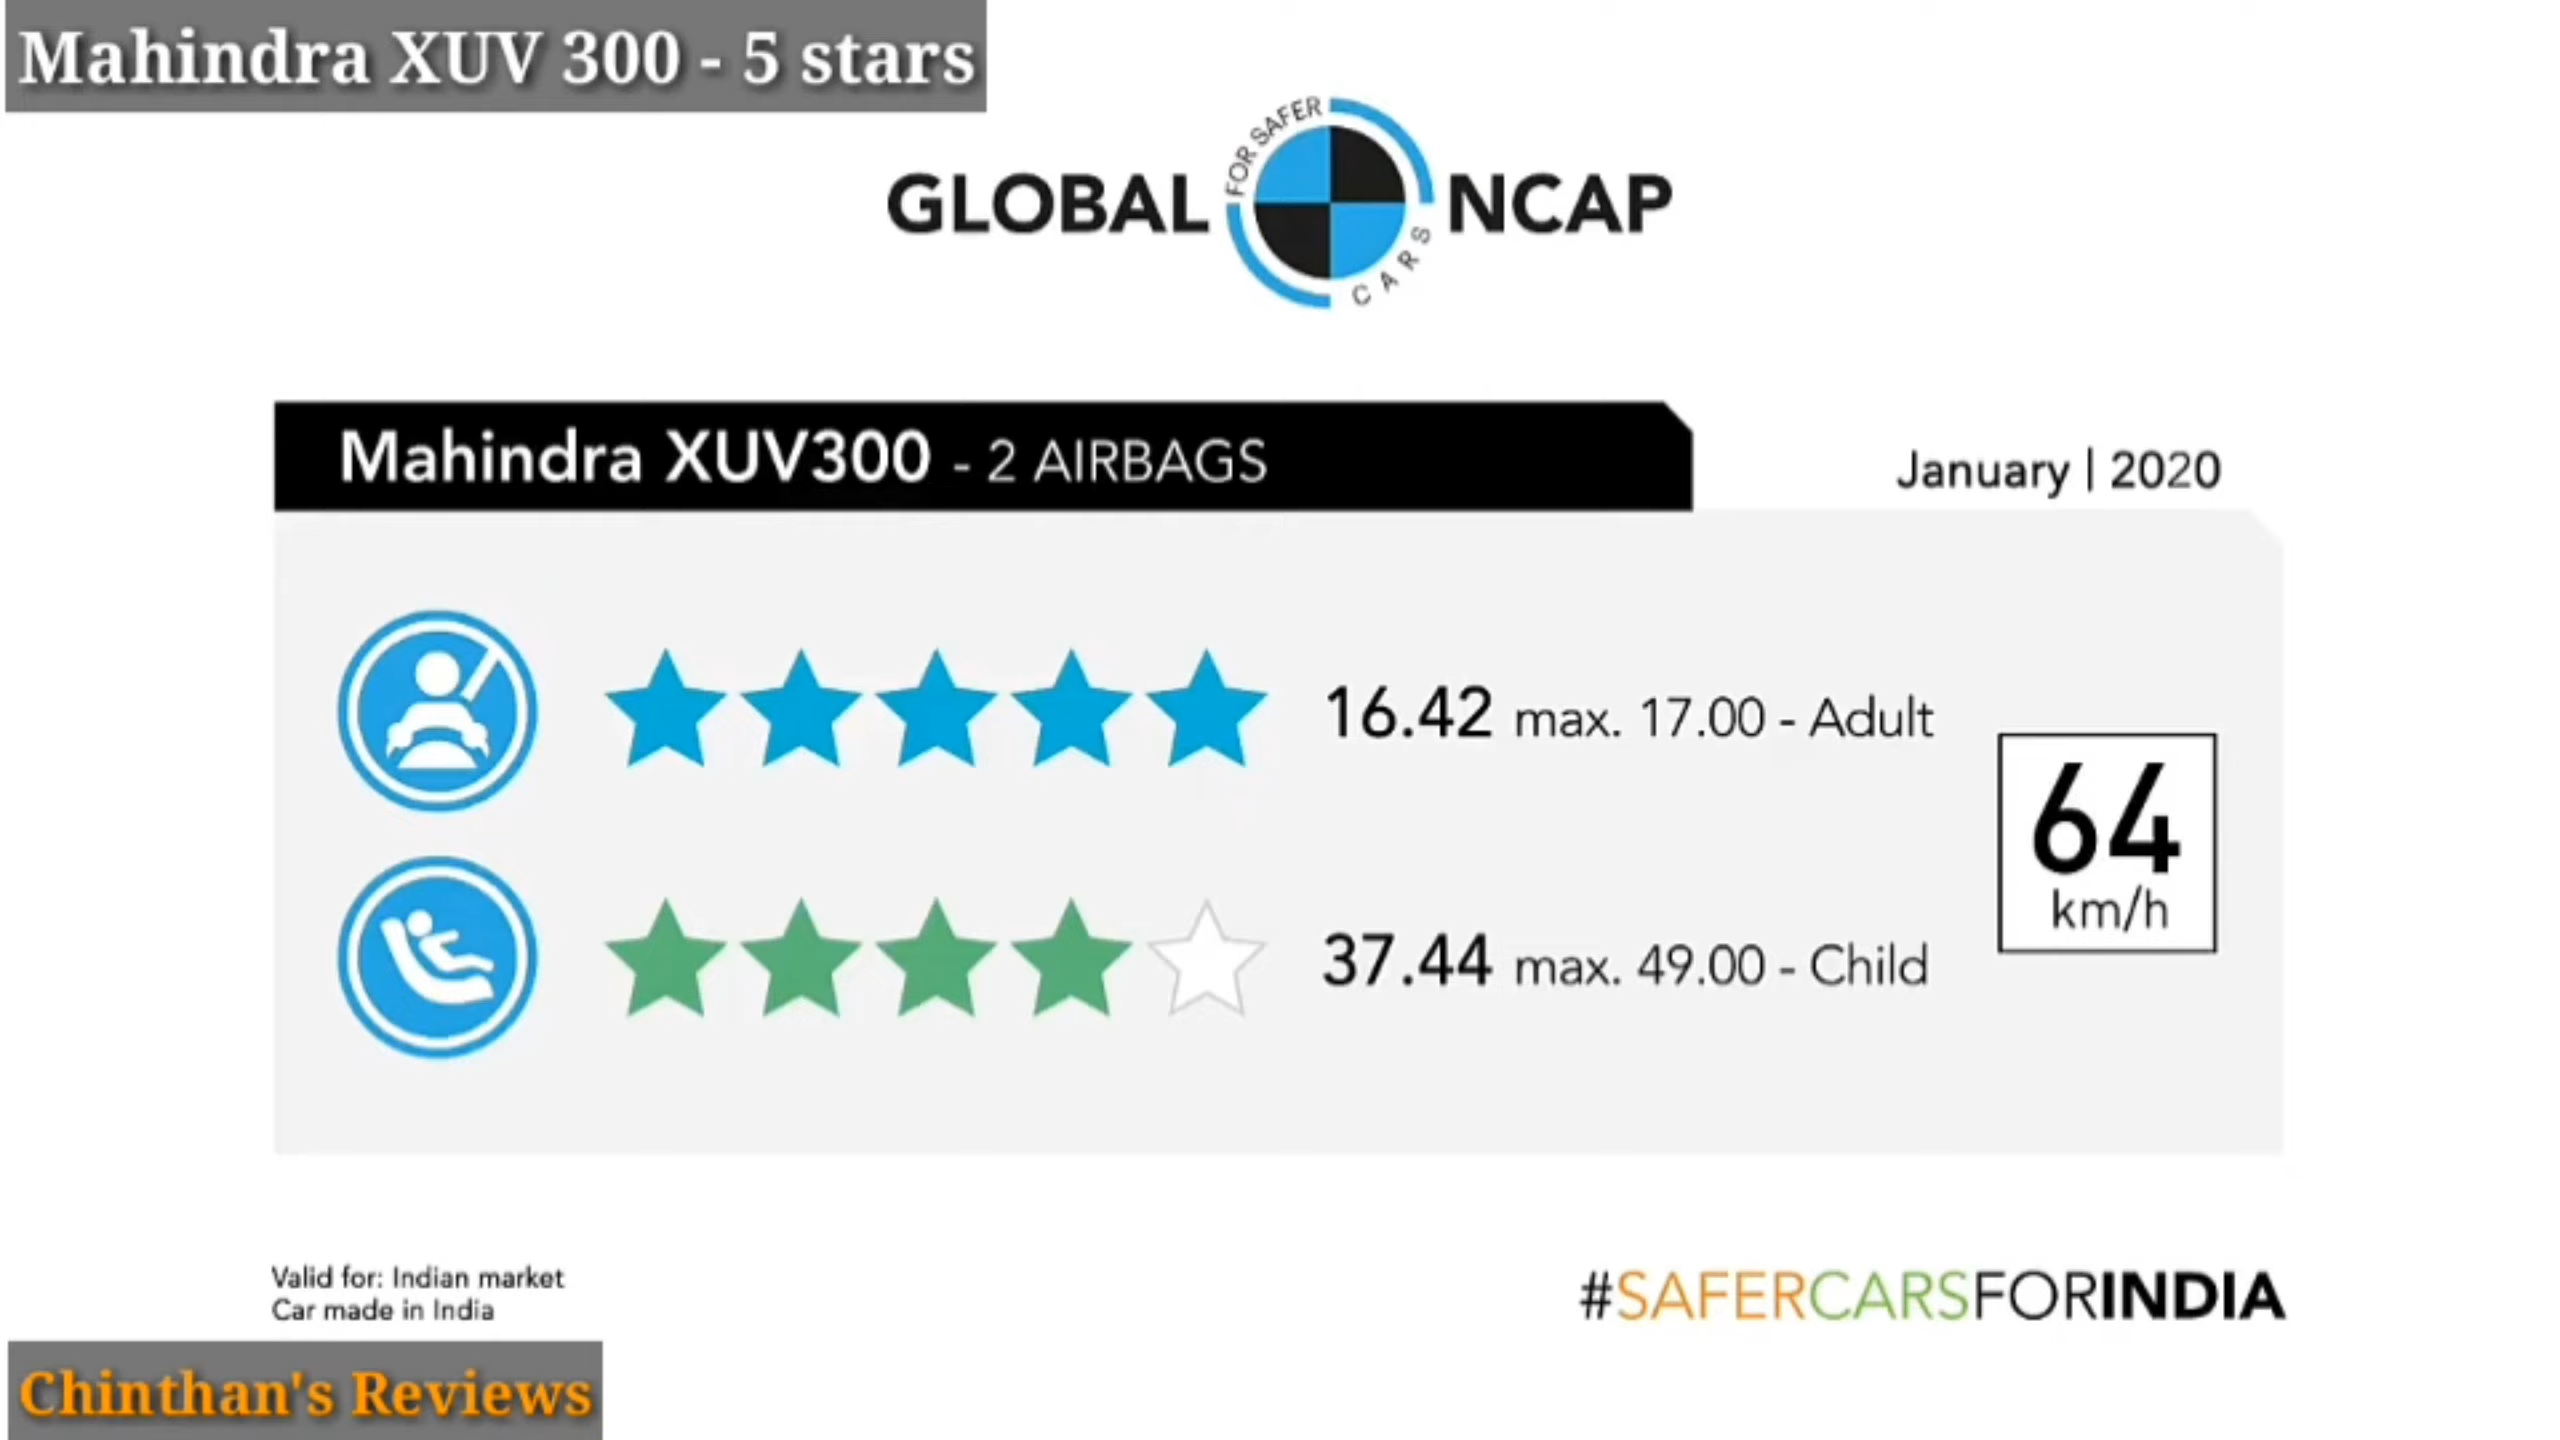 Mahindra XUV 300 - 5 stars
FOR SAFER
GLOBAL NCAP
CARS
Mahindra XUV300 - 2 AIRBAGS
January | 2020
16.42 max. 17.00 - Adult
64
km/h
37.44 max. 49.00 - Child
Valid for: Indian market
Car made in India
#SAFERCARSFORINDIA
Chinthan's Reviews